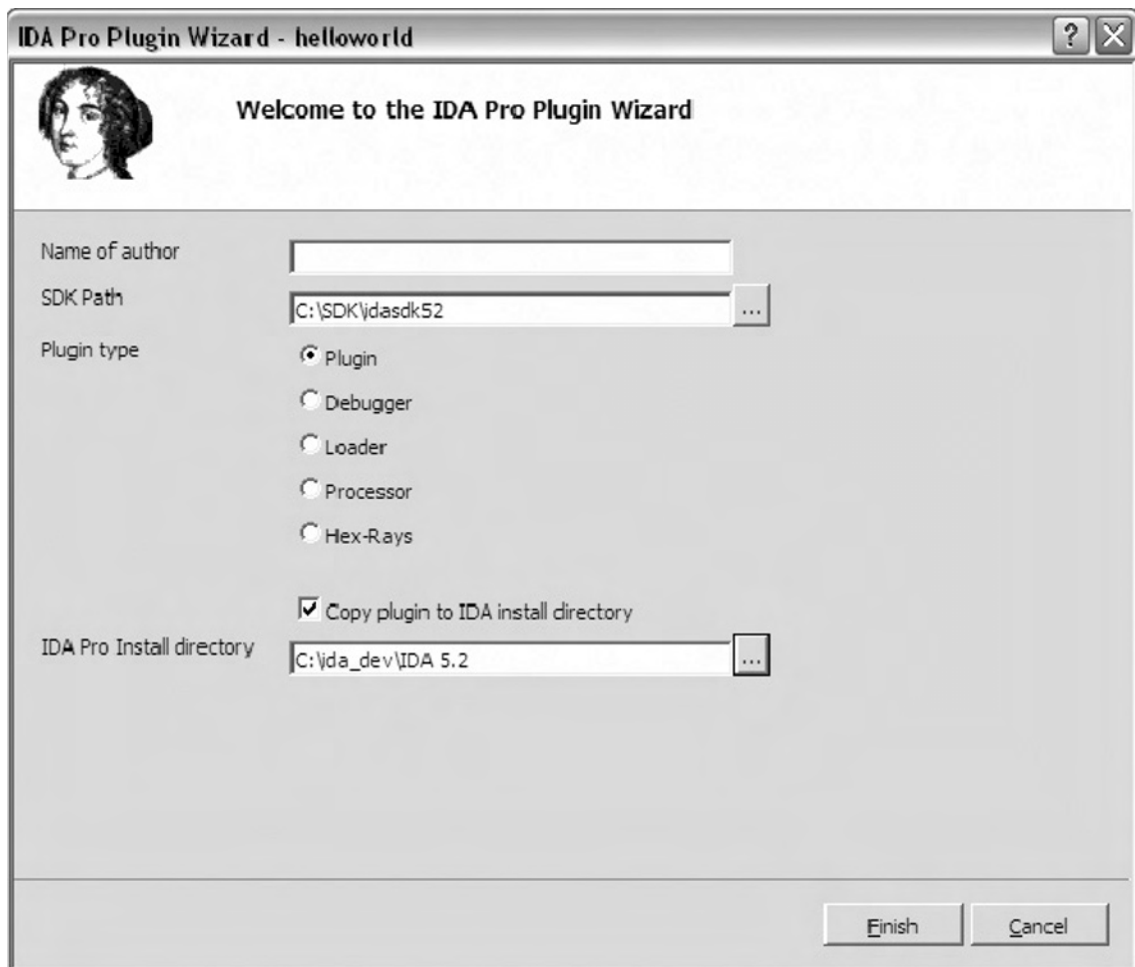 IDA Pro Plugin Wizard - helloworld
Welcome to the IDA Pro Plugin Wizard
Name of author
SDK Path
C:\SDK\idasdk52
...
Plugin type
Plugin
Debugger
Loader
Processor
Hex-Rays
Copy plugin to IDA install directory
IDA Pro Install directory
C:\ida_dev\IDA 5.2
...
Finish
Cancel